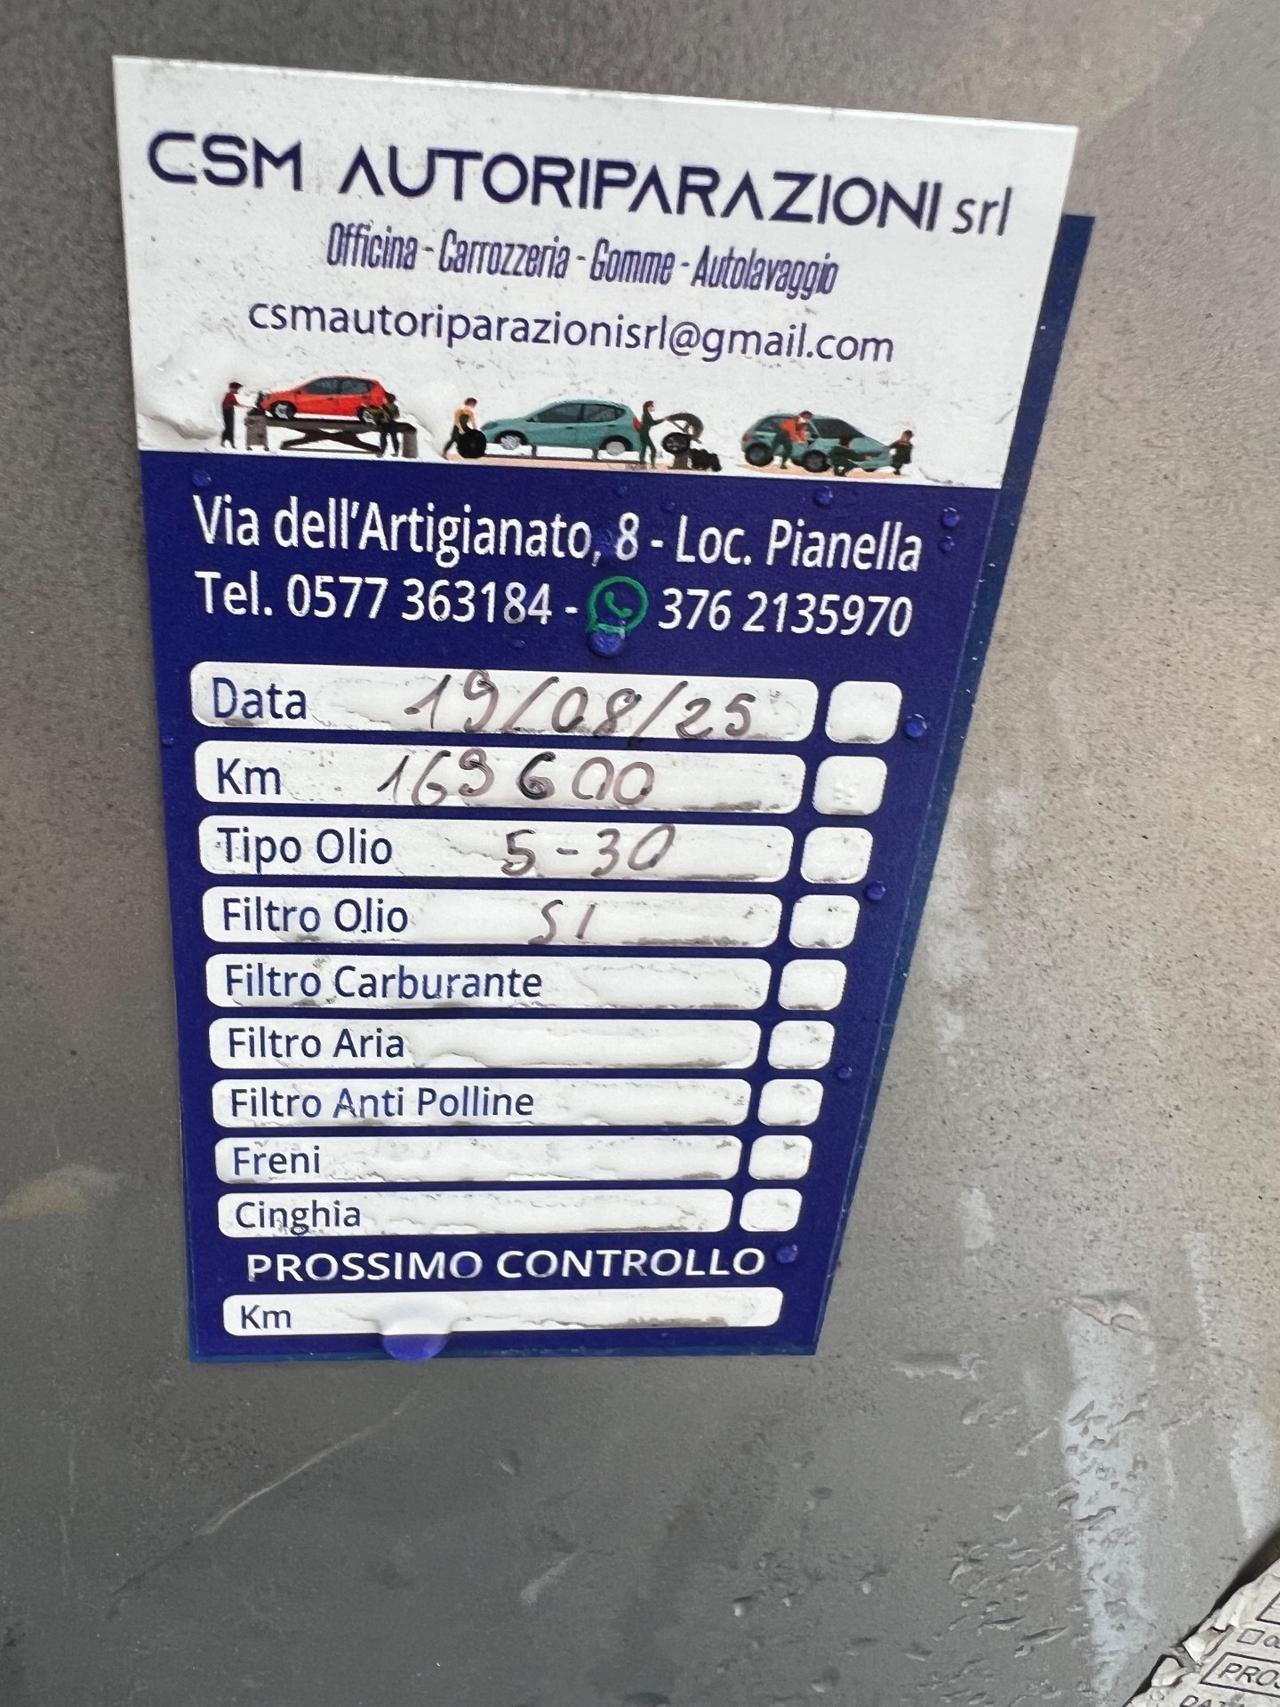 CSM AUTORIPARAZIONI srl
Officina - Carrozzeria - Gomme - Autolavaggio
csmautoriparazionisrl@gmail.com
Via dell'Artigianato, 8 - Loc. Pianella
Tel. 0577 363184 - 376 2135970
Data 19/08/25
Km 169600
Tipo Olio 5-30
Filtro Olio SI
Filtro Carburante
Filtro Aria
Filtro Anti Polline
Freni
Cinghia
PROSSIMO CONTROLLO
Km